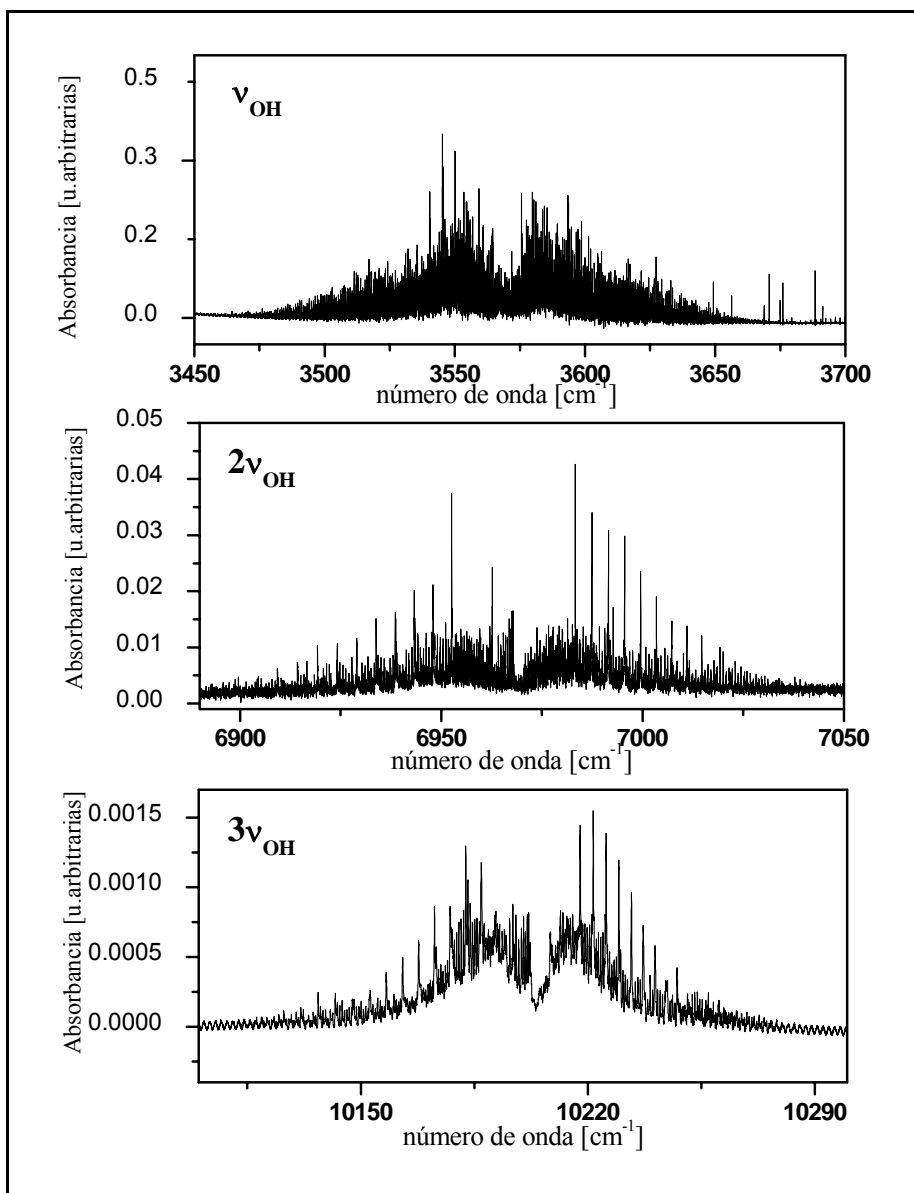 Absorbancia [u.arbitrarias]
0.5
0.3
0.2
0.0
νOH
3450 3500 3550 3600 3650 3700
número de onda [cm-1]
Absorbancia [u.arbitrarias]
0.05
0.04
0.03
0.02
0.01
0.00
2νOH
6900 6950 7000 7050
número de onda [cm-1]
Absorbancia [u.arbitrarias]
0.0015
0.0010
0.0005
0.0000
3νOH
10150 10220 10290
número de onda [cm-1]